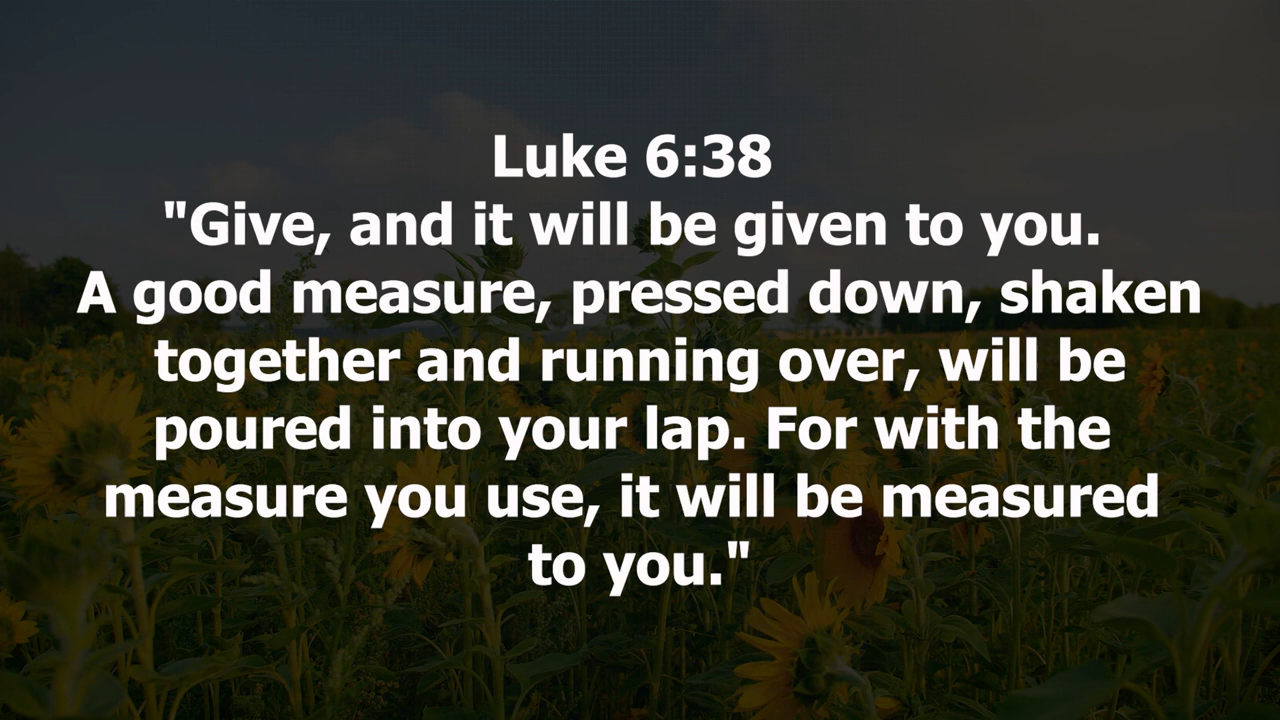 Luke 6:38
"Give, and it will be given to you.
A good measure, pressed down, shaken
together and running over, will be
poured into your lap. For with the
measure you use, it will be measured
to you."